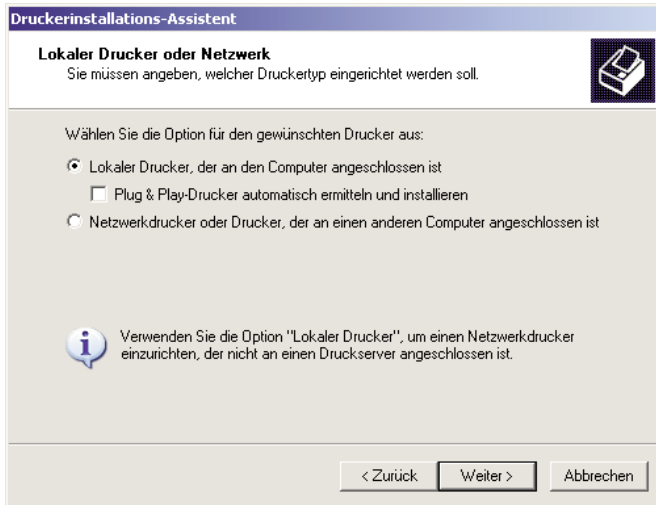 Druckerinstallations-Assistent
Lokaler Drucker oder Netzwerk
Sie müssen angeben, welcher Druckertyp eingerichtet werden soll.
Wählen Sie die Option für den gewünschten Drucker aus:
Lokaler Drucker, der an den Computer angeschlossen ist
Plug & Play-Drucker automatisch ermitteln und installieren
Netzwerkdrucker oder Drucker, der an einen anderen Computer angeschlossen ist
Verwenden Sie die Option "Lokaler Drucker", um einen Netzwerkdrucker
einzurichten, der nicht an einen Druckserver angeschlossen ist.
< Zurück Weiter > Abbrechen